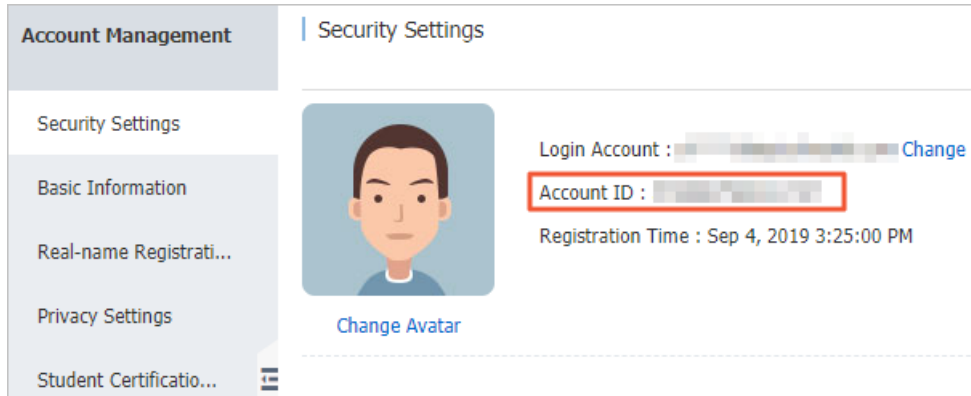 Account Management
Security Settings
Basic Information
Real-name Registrati...
Privacy Settings
Student Certificatio...
Security Settings
Login Account : Change
Account ID :
Registration Time : Sep 4, 2019 3:25:00 PM
Change Avatar